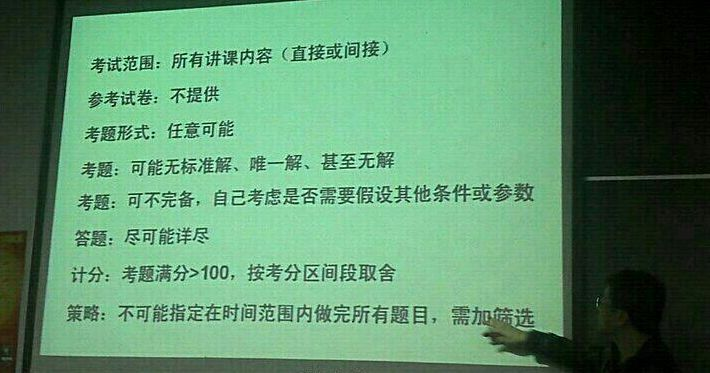 考试范围：所有讲课内容（直接或间接）
参考试卷：不提供
考题形式：任意可能
考题：可能无标准解、唯一解、甚至无解
考题：可不完备，自己考虑是否需要假设其他条件或参数
答题：尽可能详尽
计分：考题满分>100，按考分区间段取舍
策略：不可能指定在时间范围内做完所有题目，需加筛选